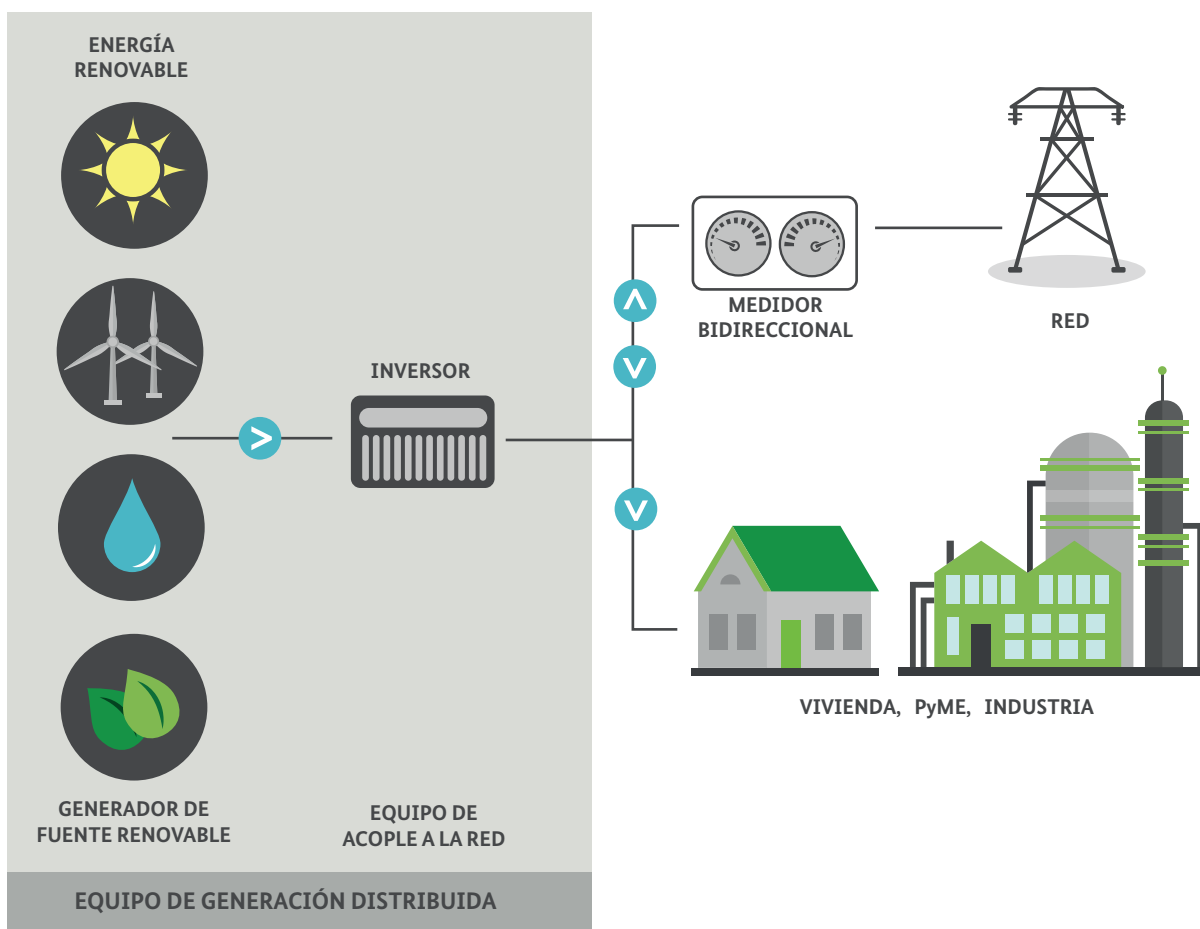 ENERGÍA
RENOVABLE
INVERSOR
MEDIDOR
BIDIRECCIONAL
RED
VIVIENDA, PyME, INDUSTRIA
GENERADOR DE
FUENTE RENOVABLE
EQUIPO DE
ACOPLE A LA RED
EQUIPO DE GENERACIÓN DISTRIBUIDA